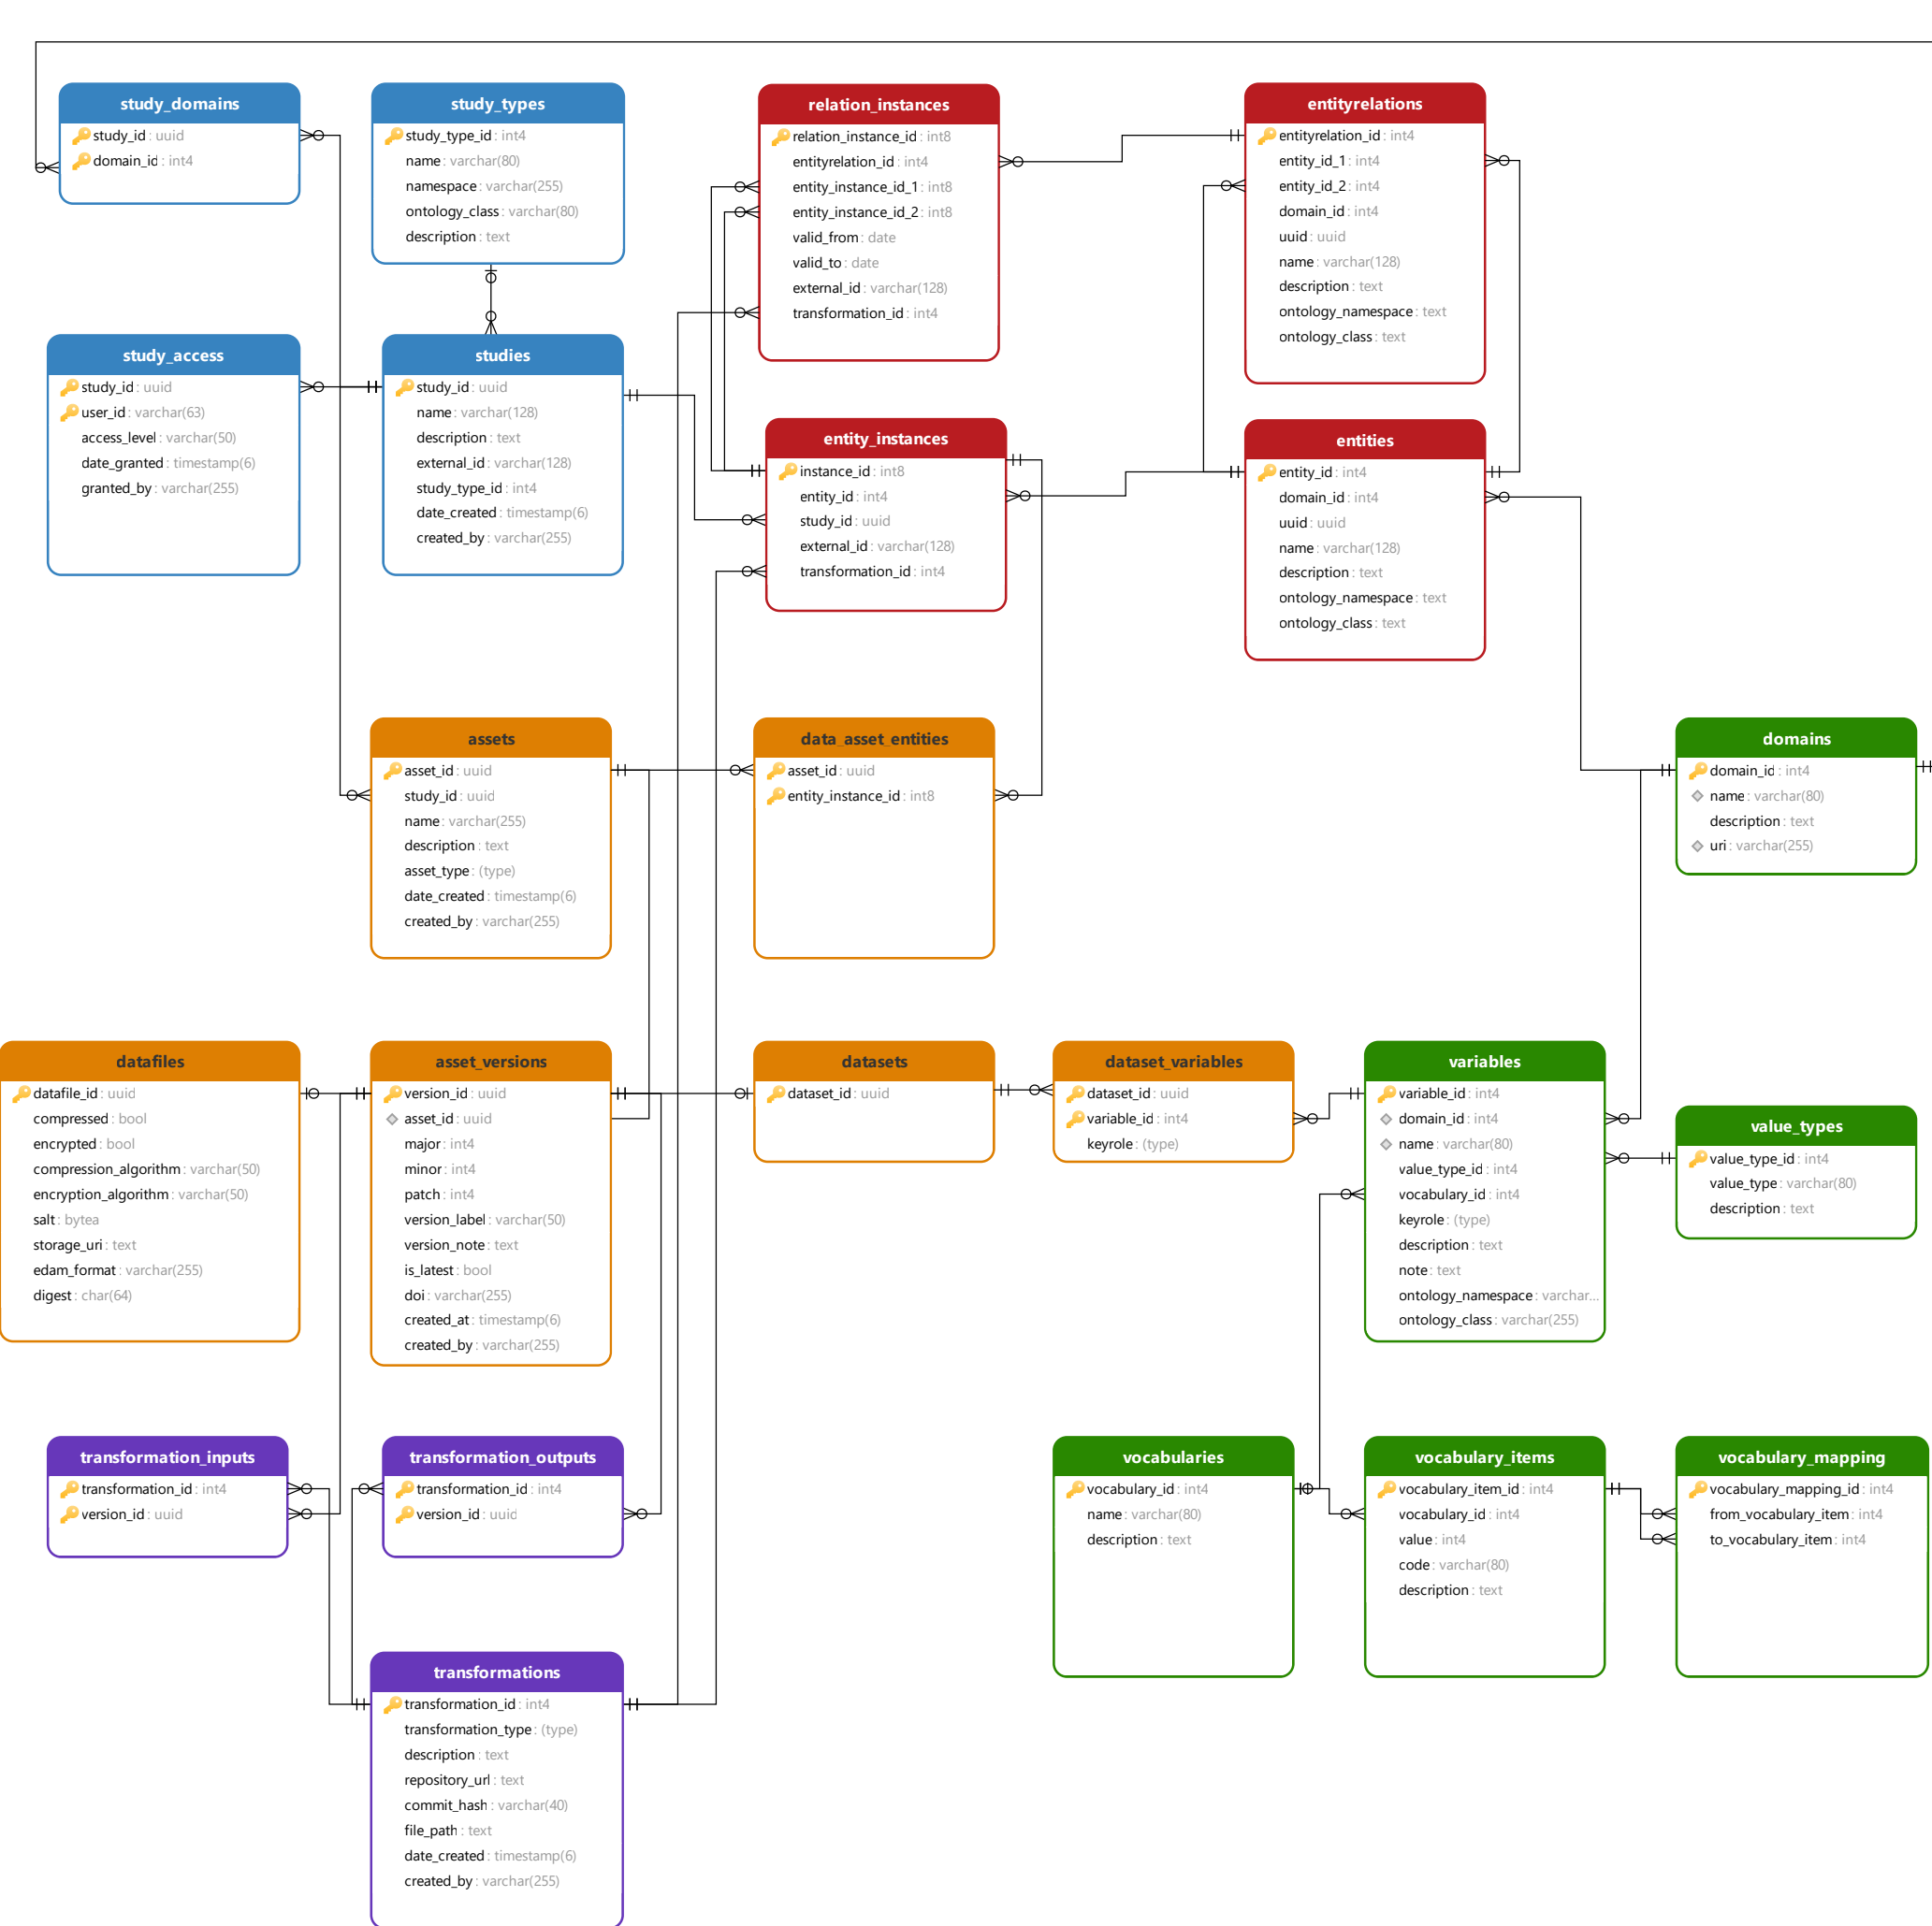 study_domains
study_id : uuid
domain_id : int4
study_types
study_type_id : int4
name : varchar(80)
namespace : varchar(255)
ontology_class : varchar(80)
description : text
relation_instances
relation_instance_id : int8
entityrelation_id : int4
entity_instance_id_1 : int8
entity_instance_id_2 : int8
valid_from : date
valid_to : date
external_id : varchar(128)
transformation_id : int4
entityrelations
entityrelation_id : int4
entity_id_1 : int4
entity_id_2 : int4
domain_id : int4
uuid : uuid
name : varchar(128)
description : text
ontology_namespace : text
ontology_class : text
study_access
study_id : uuid
user_id : varchar(63)
access_level : varchar(50)
date_granted : timestamp(6)
granted_by : varchar(255)
studies
study_id : uuid
name : varchar(128)
description : text
external_id : varchar(128)
study_type_id : int4
date_created : timestamp(6)
created_by : varchar(255)
entity_instances
instance_id : int8
entity_id : int4
study_id : uuid
external_id : varchar(128)
transformation_id : int4
entities
entity_id : int4
domain_id : int4
uuid : uuid
name : varchar(128)
description : text
ontology_namespace : text
ontology_class : text
assets
asset_id : uuid
study_id : uuid
name : varchar(255)
description : text
asset_type : (type)
date_created : timestamp(6)
created_by : varchar(255)
data_asset_entities
asset_id : uuid
entity_instance_id : int8
domains
domain_id : int4
name : varchar(80)
description : text
uri : varchar(255)
datafiles
datafile_id : uuid
compressed : bool
encrypted : bool
compression_algorithm : varchar(50)
encryption_algorithm : varchar(50)
salt : bytea
storage_uri : text
edam_format : varchar(255)
digest : char(64)
asset_versions
version_id : uuid
asset_id : uuid
major : int4
minor : int4
patch : int4
version_label : varchar(50)
version_note : text
is_latest : bool
doi : varchar(255)
created_at : timestamp(6)
created_by : varchar(255)
datasets
dataset_id : uuid
dataset_variables
dataset_id : uuid
variable_id : int4
keyrole : (type)
variables
variable_id : int4
domain_id : int4
name : varchar(80)
value_type_id : int4
vocabulary_id : int4
keyrole : (type)
description : text
note : text
ontology_namespace : varchar...
ontology_class : varchar(255)
value_types
value_type_id : int4
value_type : varchar(80)
description : text
transformation_inputs
transformation_id : int4
version_id : uuid
transformation_outputs
transformation_id : int4
version_id : uuid
vocabularies
vocabulary_id : int4
name : varchar(80)
description : text
vocabulary_items
vocabulary_item_id : int4
vocabulary_id : int4
value : int4
code : varchar(80)
description : text
vocabulary_mapping
vocabulary_mapping_id : int4
from_vocabulary_item : int4
to_vocabulary_item : int4
transformations
transformation_id : int4
transformation_type : (type)
description : text
repository_url : text
commit_hash : varchar(40)
file_path : text
date_created : timestamp(6)
created_by : varchar(255)